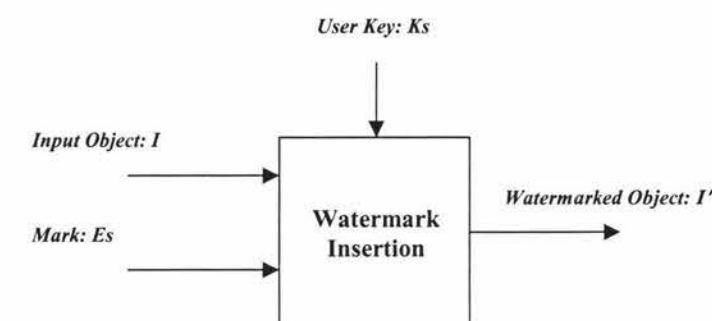 User Key: Ks
Input Object: I
Watermarked Object: I'
Mark: Es
Watermark
Insertion